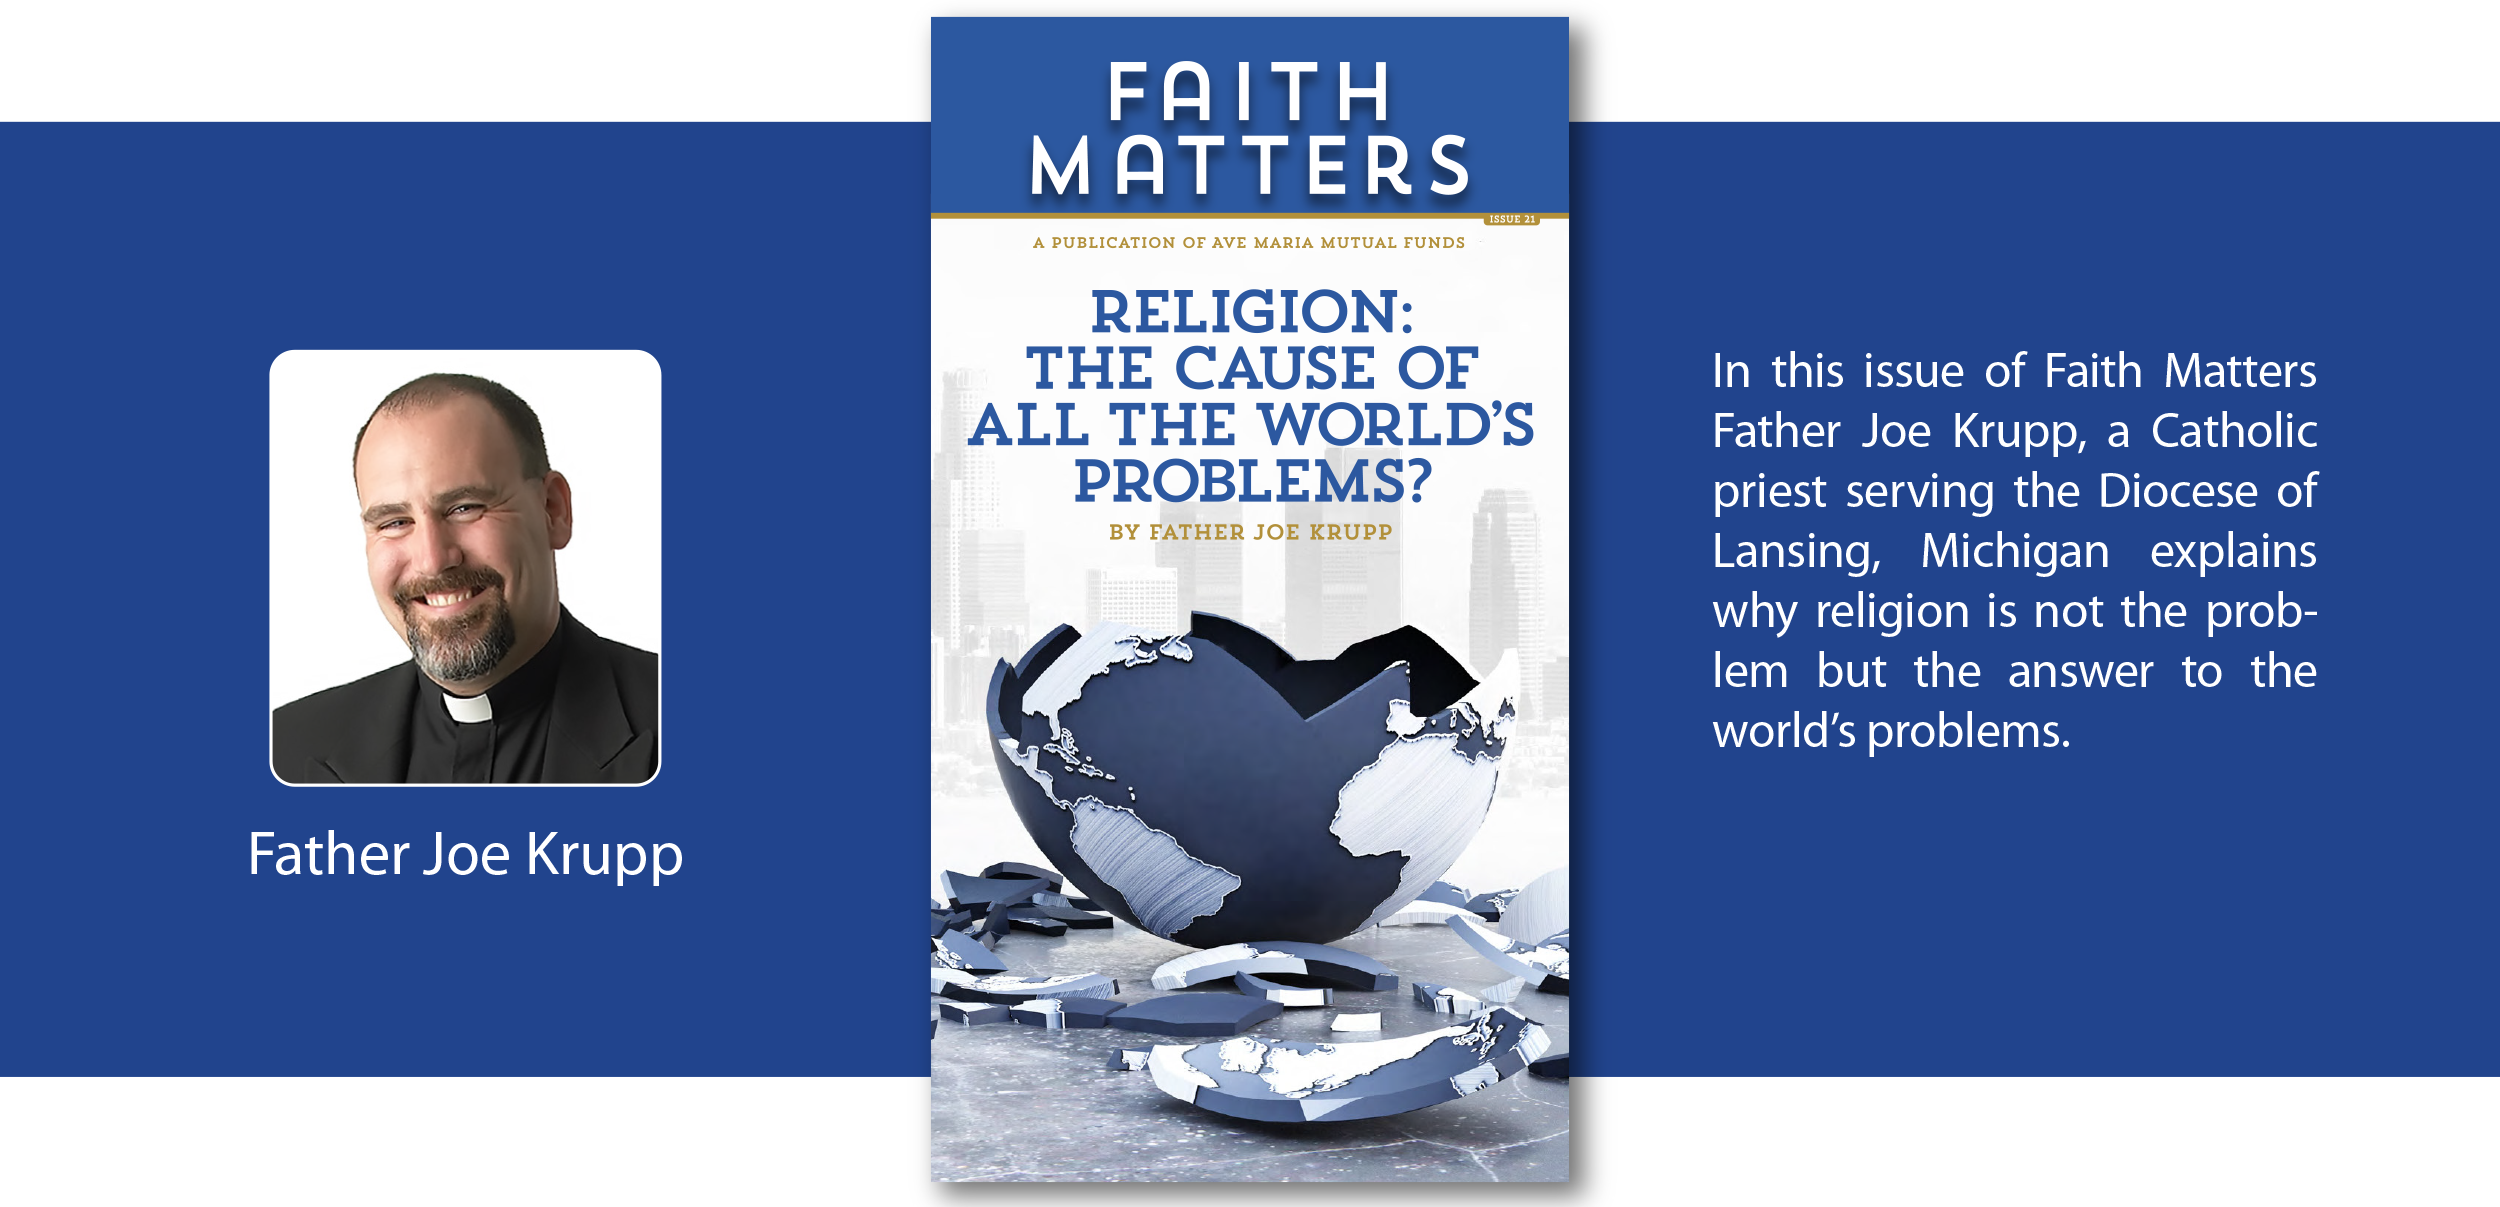 FAITH
MATTERS
ISSUE 21
A PUBLICATION OF AVE MARIA MUTUAL FUNDS
RELIGION:
THE CAUSE OF
ALL THE WORLD'S
PROBLEMS?
BY FATHER JOE KRUPP
Father Joe Krupp
In this issue of Faith Matters
Father Joe Krupp, a Catholic
priest serving the Diocese of
Lansing, Michigan explains
why religion is not the prob-
lem but the answer to the
world's problems.